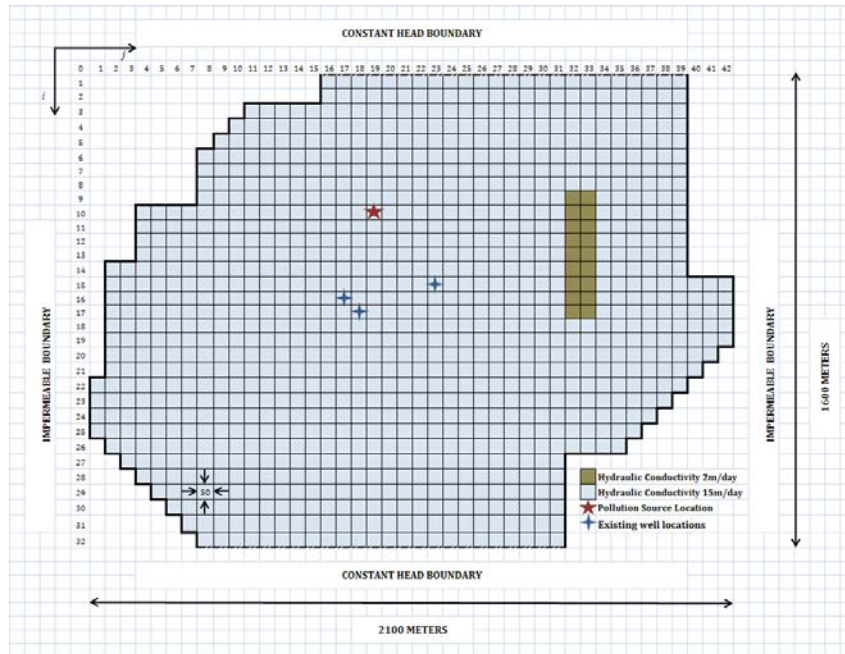 CONSTANT HEAD BOUNDARY
j
0 1 2 3 4 5 6 7 8 9 10 11 12 13 14 15 16 17 18 19 20 21 22 23 24 25 26 27 28 29 30 31 32 33 34 35 36 37 38 39 40 41 42
i
1
2
3
4
5
6
7
8
9
10
11
12
13
14
15
16
17
18
19
20
21
22
23
24
25
26
27
28
29
30
31
32
IMPERMEABLE BOUNDARY
50
IMPERMEABLE BOUNDARY
1600 METERS
Hydraulic Conductivity 2m/day
Hydraulic Conductivity 15m/day
Pollution Source Location
Existing well locations
CONSTANT HEAD BOUNDARY
2100 METERS